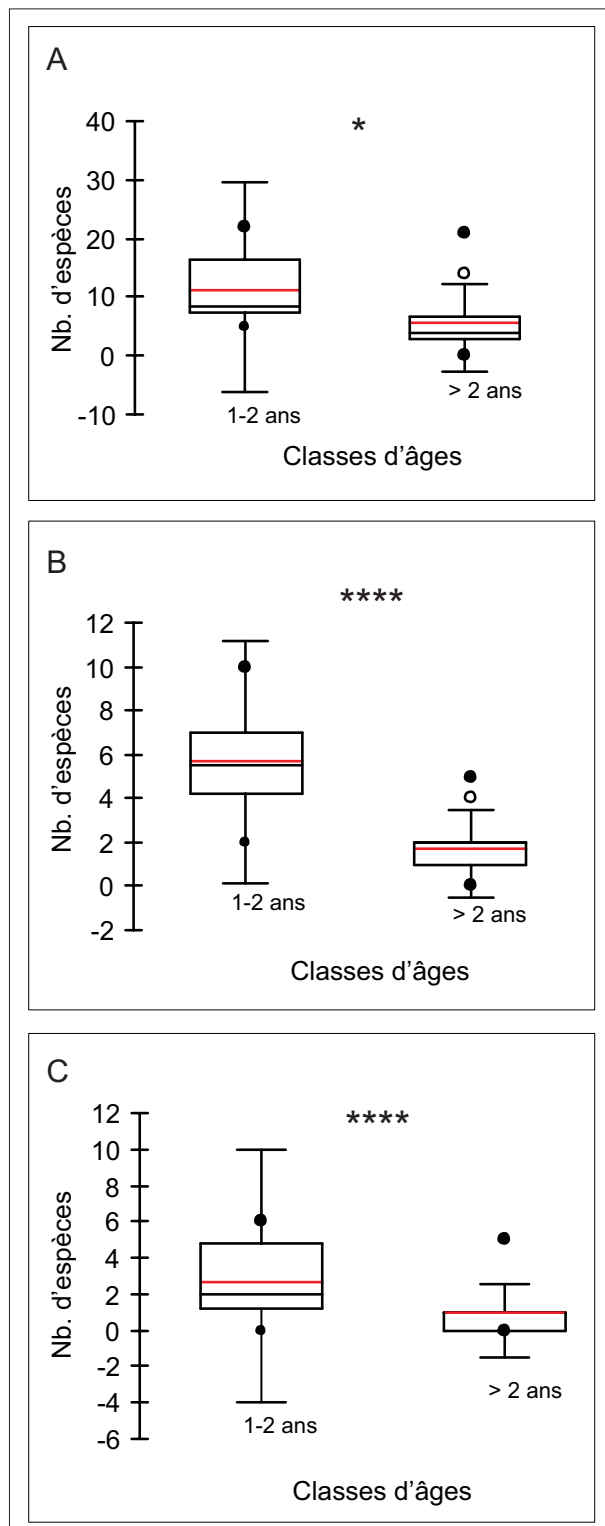 A
*
40
30
20
10
0
-10
Nb. d'espèces
1-2 ans
> 2 ans
Classes d'âges
B
****
12
10
8
6
4
2
0
-2
Nb. d'espèces
1-2 ans
> 2 ans
Classes d'âges
C
****
12
10
8
6
4
2
0
-2
-4
-6
Nb. d'espèces
1-2 ans
> 2 ans
Classes d'âges